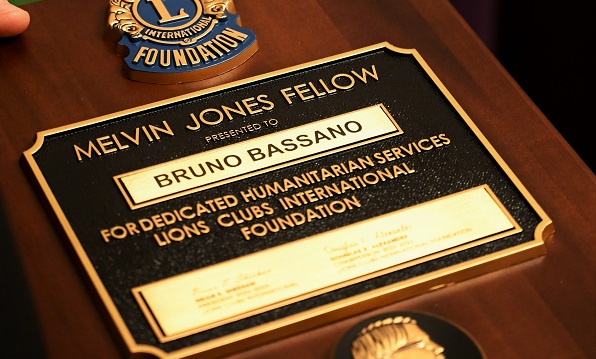 L
INTERNATIONAL
FOUNDATION
MELVIN JONES FELLOW
PRESENTED TO
BRUNO BASSANO
FOR DEDICATED HUMANITARIAN SERVICES
LIONS CLUBS INTERNATIONAL
FOUNDATION